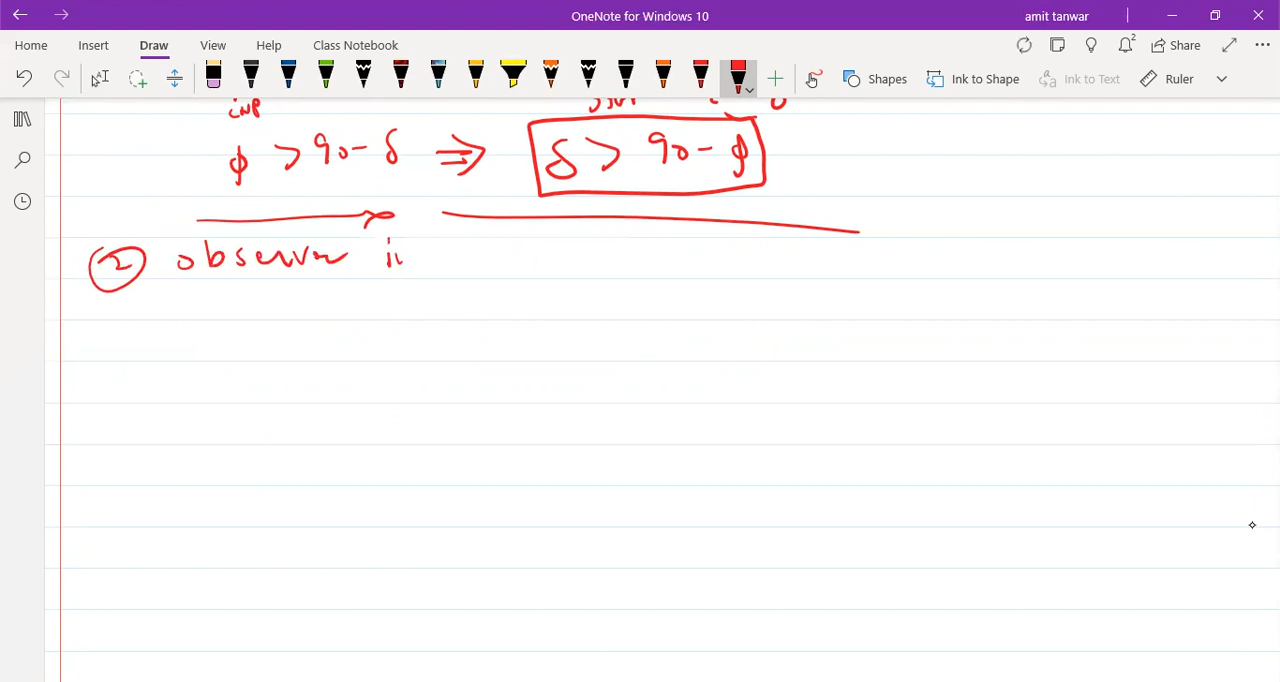 OneNote for Windows 10
amit tanwar
Home Insert Draw View Help Class Notebook
Share
Shapes Ink to Shape Ink to Text Ruler
ϕ > 90 - δ ⇒ δ > 90 - ϕ
② observer i